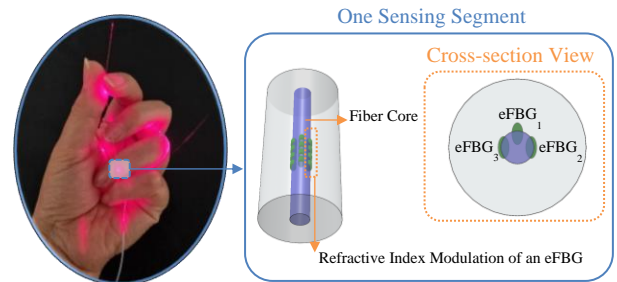 One Sensing Segment
Cross-section View
Fiber Core
eFBG1
eFBG3
eFBG2
Refractive Index Modulation of an eFBG